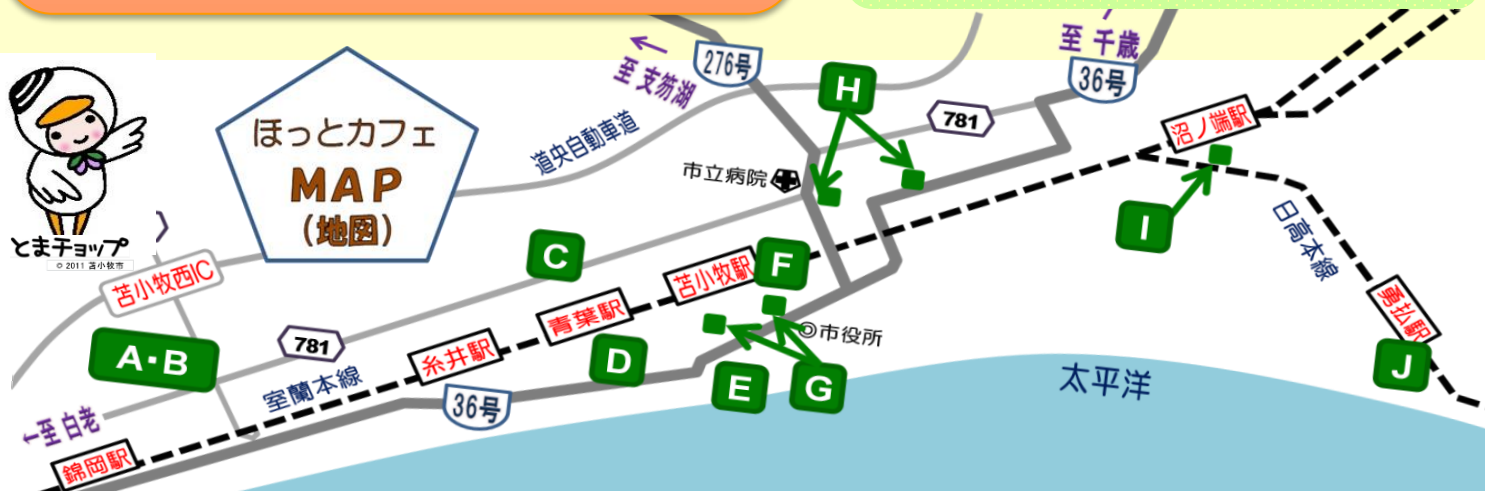 至 千歳
276号
36号
至 支笏湖
H
781
沼ノ端駅
ほっとカフェ
MAP
(地図)
道央自動車道
市立病院
とまチョップ
© 2011 苫小牧市
I
日高本線
C
F
苫小牧駅
苫小牧西IC
青葉駅
勇払駅
781
糸井駅
◎市役所
A・B
D
J
室蘭本線
E
G
太平洋
36号
←至 白老
錦岡駅